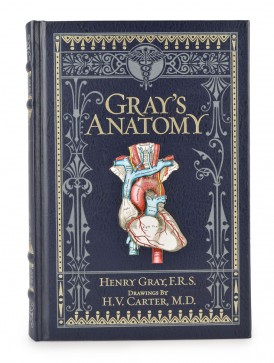 GRAY'S
ANATOMY
HENRY GRAY, F.R.S.
DRAWINGS BY
H.V. CARTER, M.D.